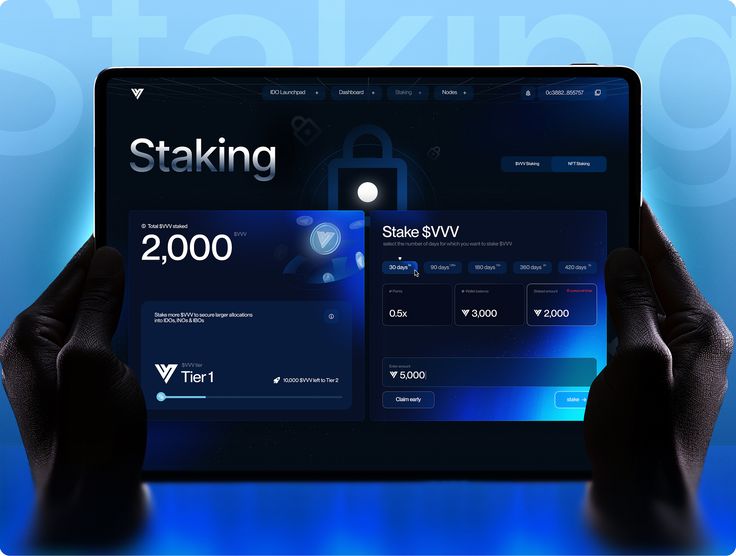 Staking
IDO Launchpad +
Dashboard +
Staking +
Nodes +
0c3882...855757
Staking
$VVV Staking
NFT Staking
Total $VVV staked
2,000 $VVV
Stake more $VVV to secure larger allocations
into IDOs, INOs & IBOs
$VVV tier
Tier 1
10,000 $VVV left to Tier 2
Stake $VVV
select the number of days for which you want to stake $VVV
30 days
90 days
180 days
360 days
420 days
Points
0.5x
Wallet balance
3,000
Staked amount
2,000
Enter amount
5,000
Claim early
stake →